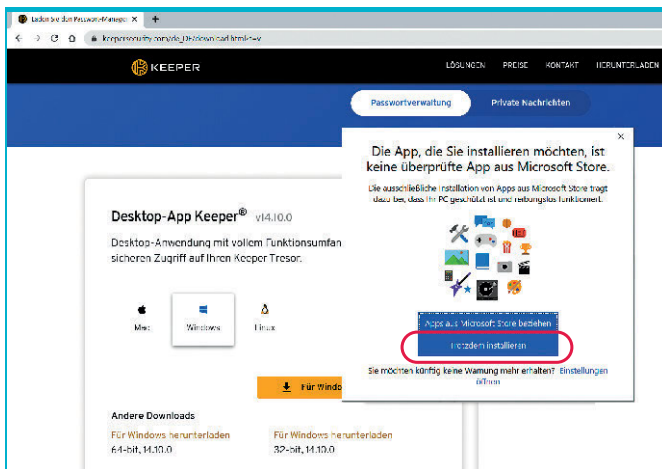 Laden Sie den Passwort-Manager
keepersecurity.com/de_DE/download.html?t=v
KEEPER
LÖSUNGEN PREISE KONTAKT HERUNTERLADEN
Passwortverwaltung Private Nachrichten
Die App, die Sie installieren möchten, ist
keine überprüfte App aus Microsoft Store.
Die ausschließliche Installation von Apps aus Microsoft Store tragt
dazu bei, dass Ihr PC geschützt ist und reibungslos funktioniert.
Apps aus Microsoft Store beziehen
Trotzdem installieren
Sie möchten künftig keine Warnung mehr erhalten? Einstellungen
öffnen
Desktop-App Keeper® v14.10.0
Desktop-Anwendung mit vollem Funktionsumfan
sicheren Zugriff auf Ihren Keeper Tresor.
Mac Windows Linux
Für Windo
Andere Downloads
Für Windows herunterladen Für Windows herunterladen
64-bit, 14.10.0 32-bit, 14.10.0